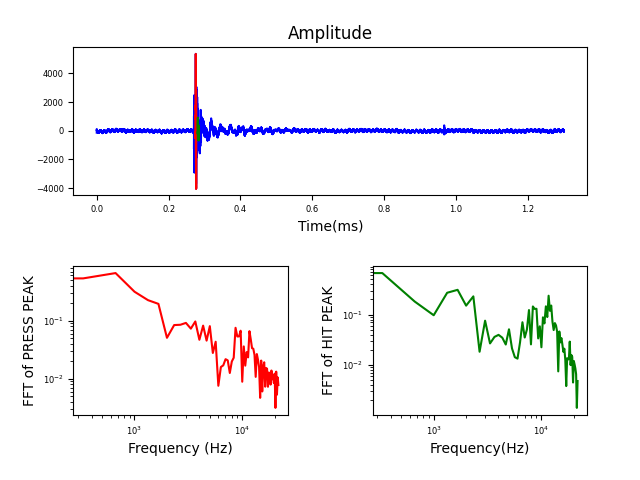 Amplitude
4000
2000
0
−2000
−4000
0.0 0.2 0.4 0.6 0.8 1.0 1.2
Time(ms)
FFT of PRESS PEAK
10⁻¹
10⁻²
10³ 10⁴
Frequency (Hz)
FFT of HIT PEAK
10⁻¹
10⁻²
10³ 10⁴
Frequency(Hz)